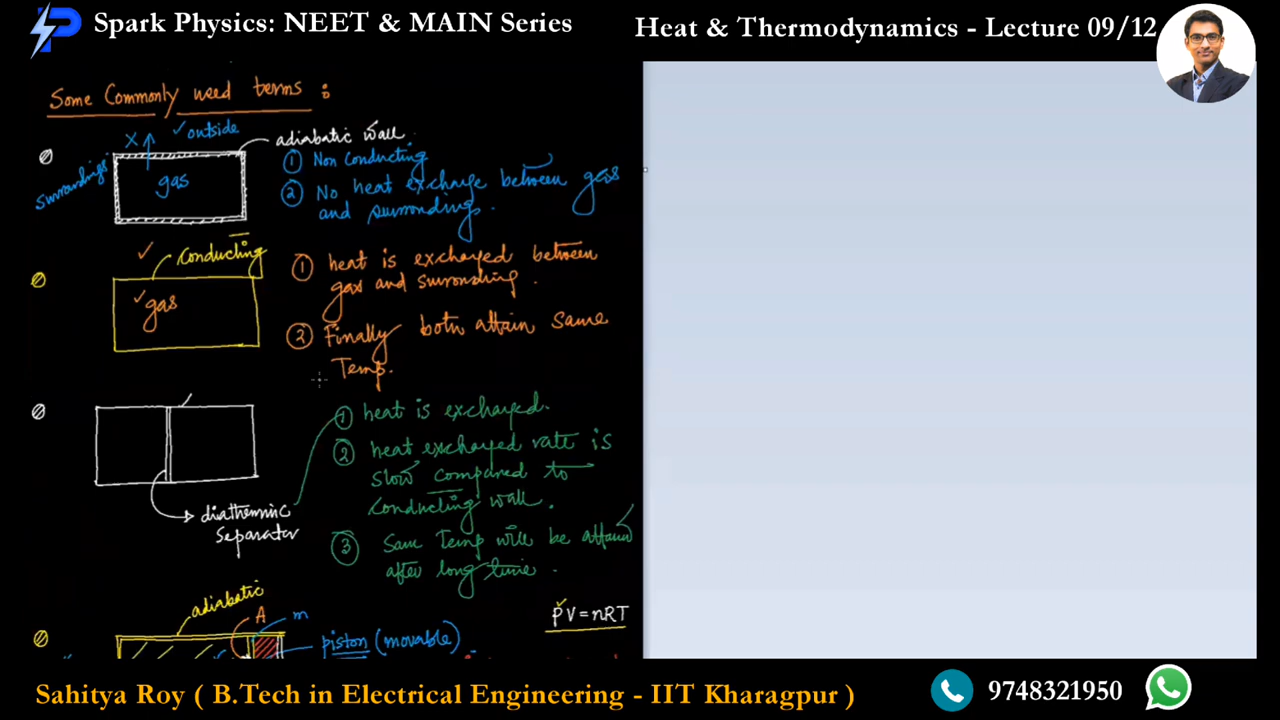 Spark Physics: NEET & MAIN Series
Heat & Thermodynamics - Lecture 09/12
Some Commonly used terms :
X
outside
surroundings
gas
adiabatic wall
① Non Conducting
② No heat exchange between gas
and surrounding.
Conducting
gas
① heat is exchanged between
gas and surronding.
② Finally both attain same
Temp.
diathermic
Separator
① heat is exchanged.
② heat exchanged rate is
slow compared to
Conducting wall.
③ Same Temp will be attained
after long time.
adiabatic
A
m
piston (movable)
PV = nRT
Sahitya Roy ( B.Tech in Electrical Engineering - IIT Kharagpur )
9748321950